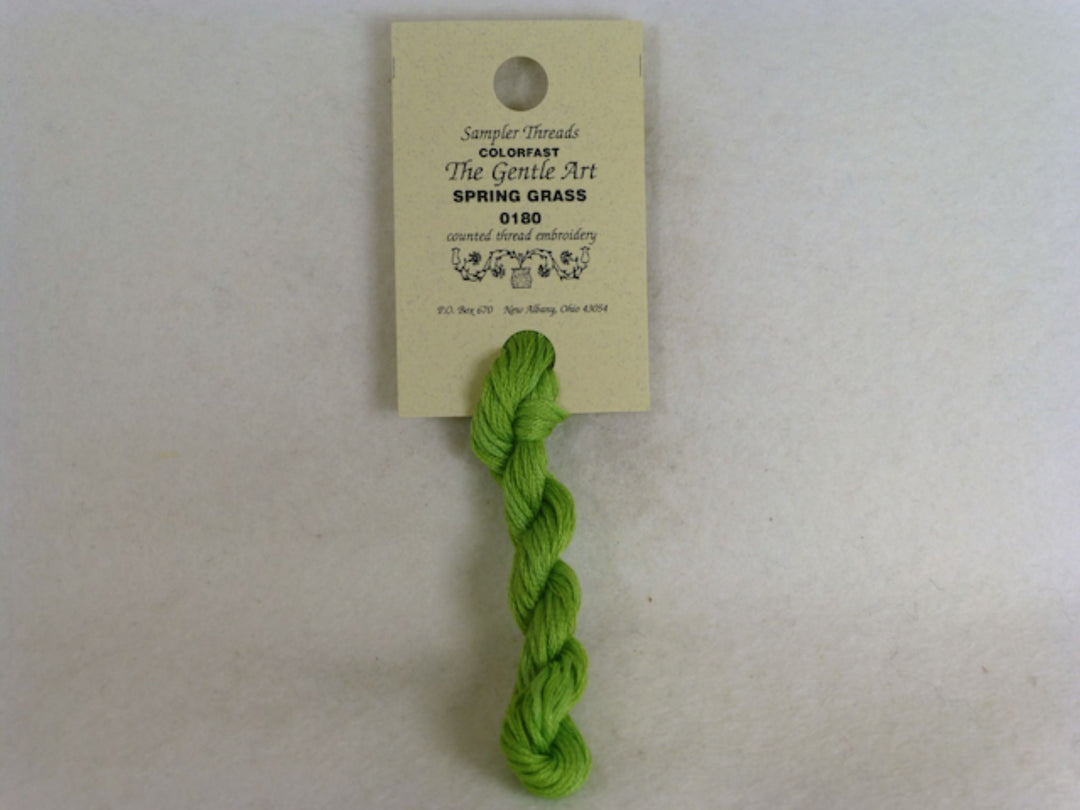 Sampler Threads
COLORFAST
The Gentle Art
SPRING GRASS
0180
counted thread embroidery
P.O. Box 670 New Albany, Ohio 43054